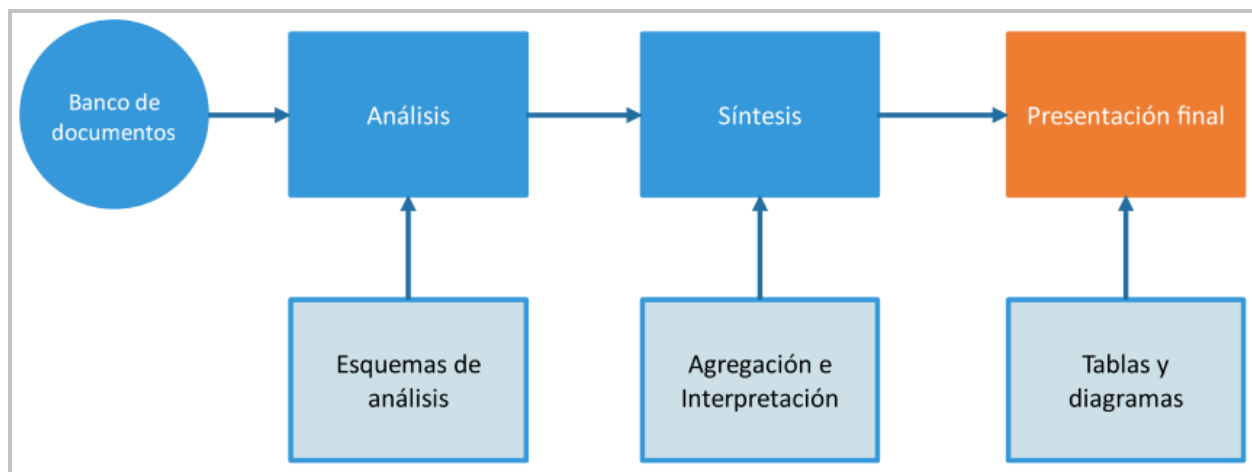 Banco de
documentos
Análisis
Síntesis
Presentación final
Esquemas de
análisis
Agregación e
Interpretación
Tablas y
diagramas